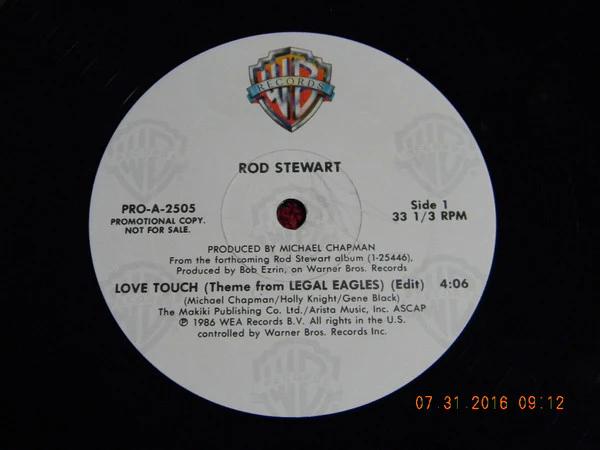 WB
RECORDS
ROD STEWART
PRO-A-2505
PROMOTIONAL COPY.
NOT FOR SALE.
Side 1
33 1/3 RPM
PRODUCED BY MICHAEL CHAPMAN
From the forthcoming Rod Stewart album (1-25446),
Produced by Bob Ezrin, on Warner Bros. Records
LOVE TOUCH (Theme from LEGAL EAGLES) (Edit) 4:06
(Michael Chapman/Holly Knight/Gene Black)
The Makiki Publishing Co. Ltd./Arista Music, Inc. ASCAP
℗ 1986 WEA Records B.V. All rights in the U.S.
controlled by Warner Bros. Records Inc.
07.31.2016 09:12